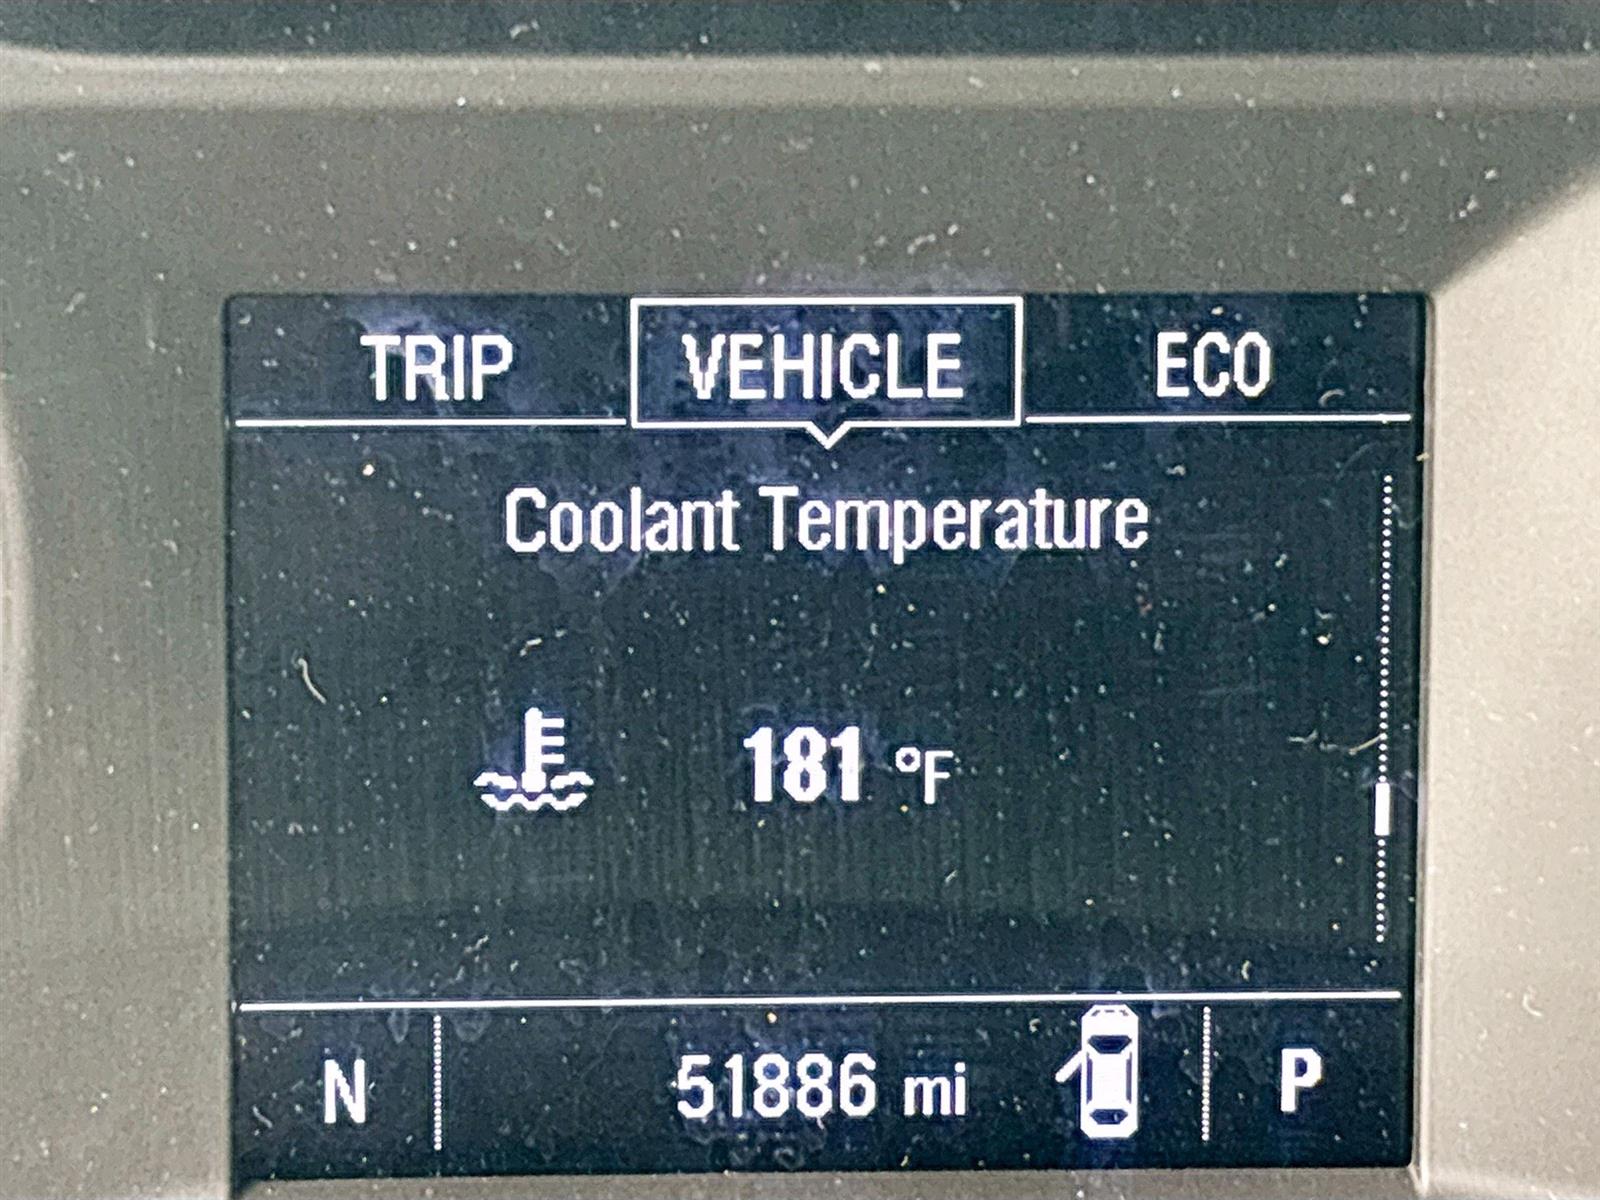 TRIP VEHICLE ECO
Coolant Temperature
181 °F
N 51886 mi P